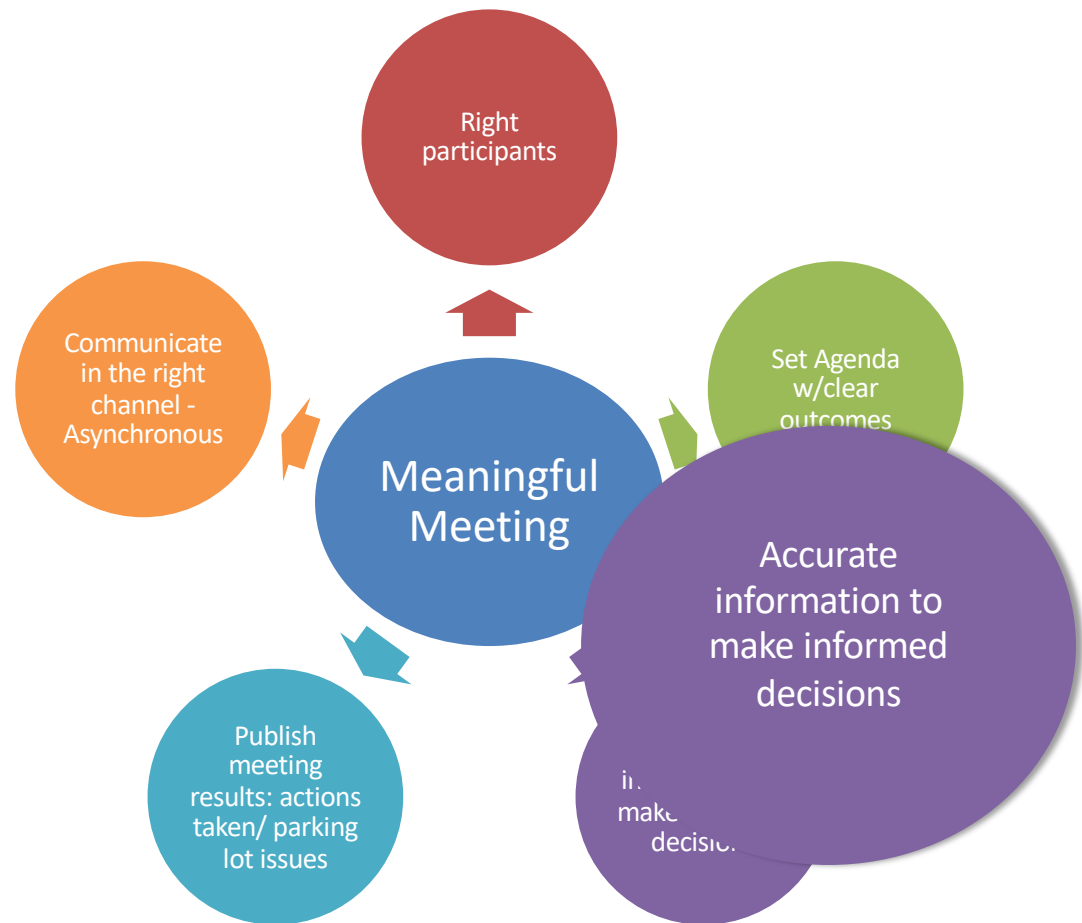 Right
participants
Set Agenda
w/clear
outcomes
Accurate
information to
make informed
decisions
make
Publish
meeting
results: actions
taken/ parking
lot issues
Communicate
in the right
channel -
Asynchronous
Meaningful
Meeting